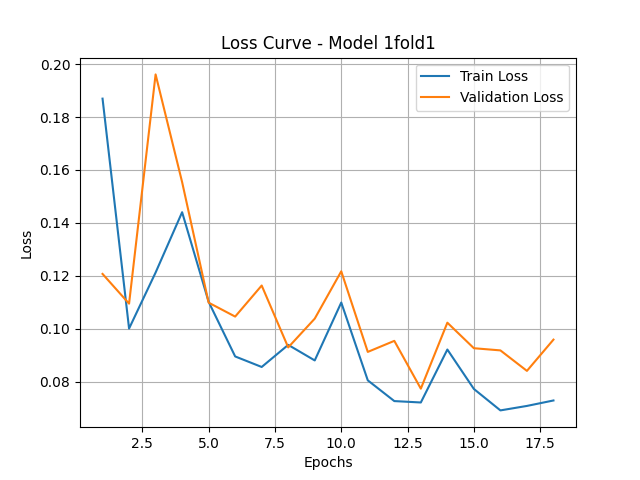 Loss Curve - Model 1fold1
Train Loss
Validation Loss
0.20
0.18
0.16
0.14
0.12
0.10
0.08
Loss
2.5 5.0 7.5 10.0 12.5 15.0 17.5
Epochs